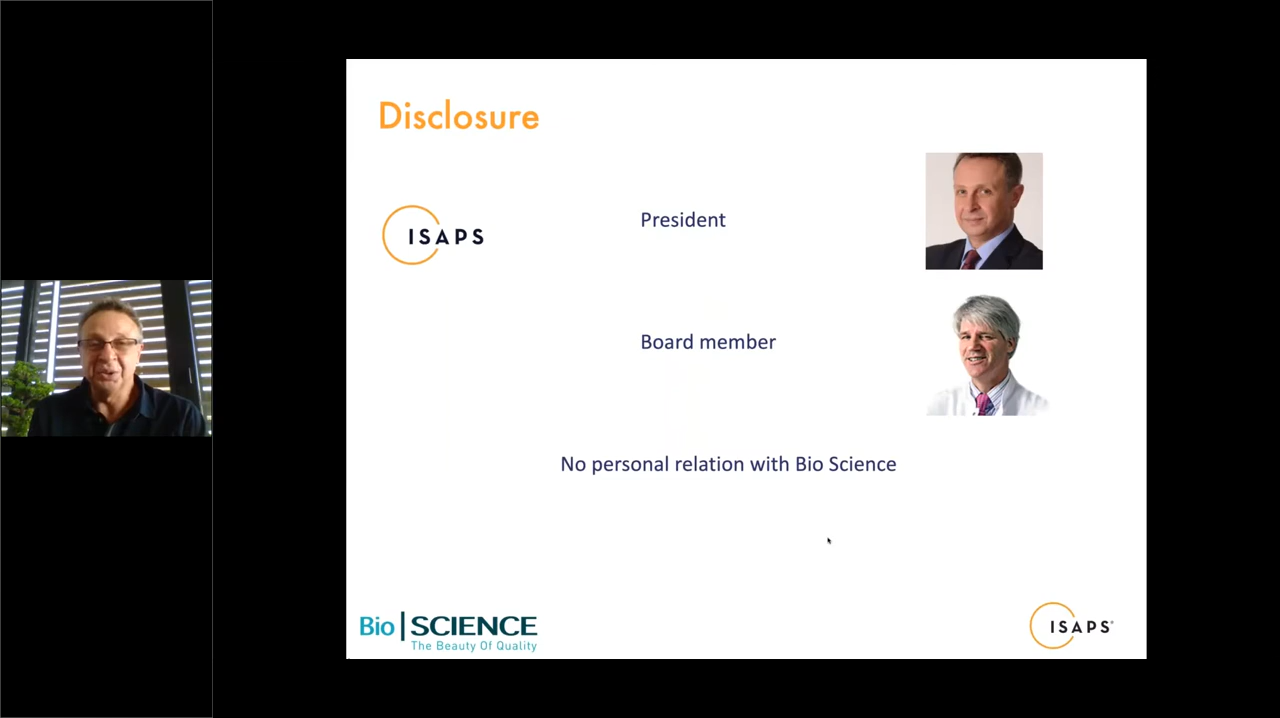 Disclosure
ISAPS
President
Board member
No personal relation with Bio Science
Bio|SCIENCE
The Beauty Of Quality
ISAPS®